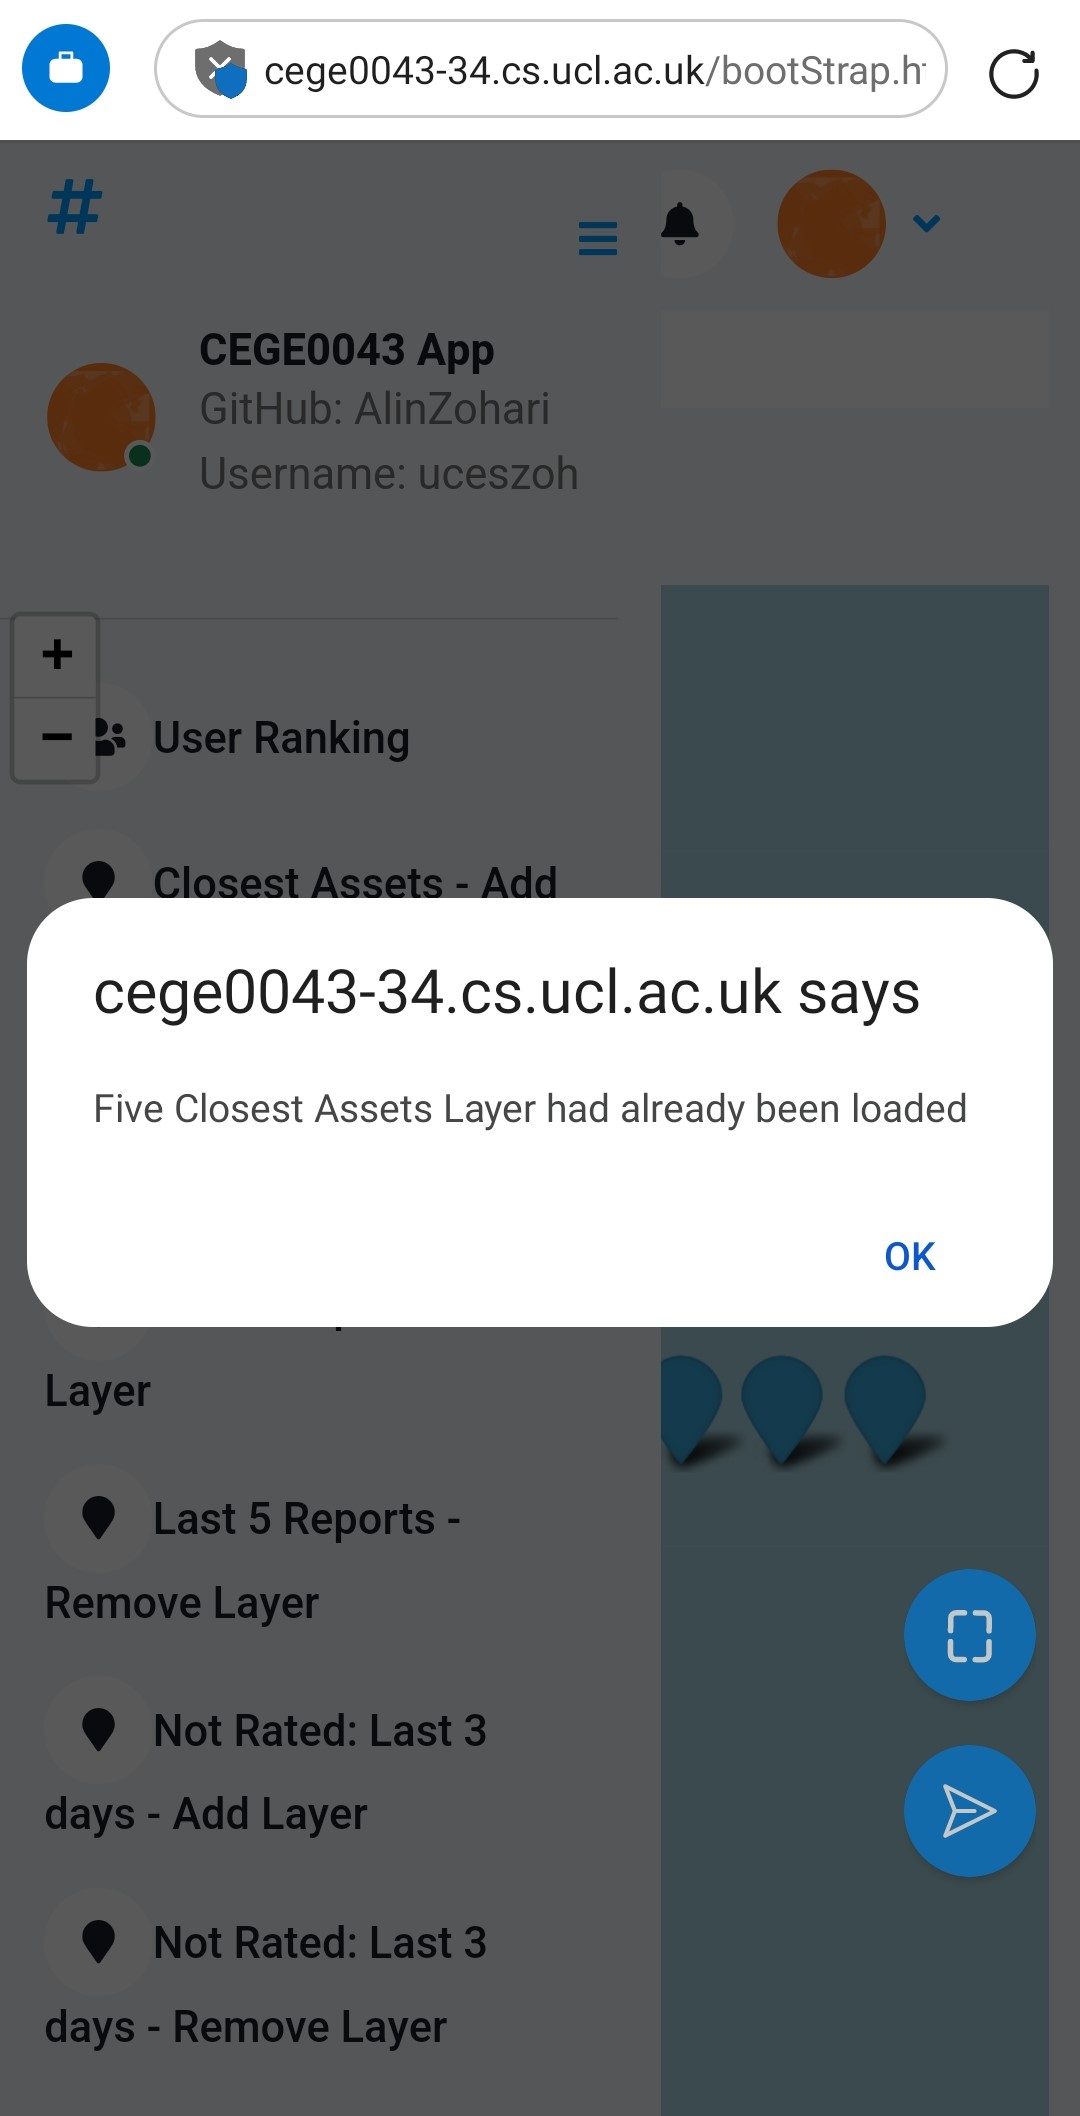 cege0043-34.cs.ucl.ac.uk/bootStrap.h
#
CEGE0043 App
GitHub: AlinZohari
Username: uceszoh
+
−
User Ranking
Closest Assets - Add
cege0043-34.cs.ucl.ac.uk says
Five Closest Assets Layer had already been loaded
OK
Layer
Last 5 Reports -
Remove Layer
Not Rated: Last 3
days - Add Layer
Not Rated: Last 3
days - Remove Layer